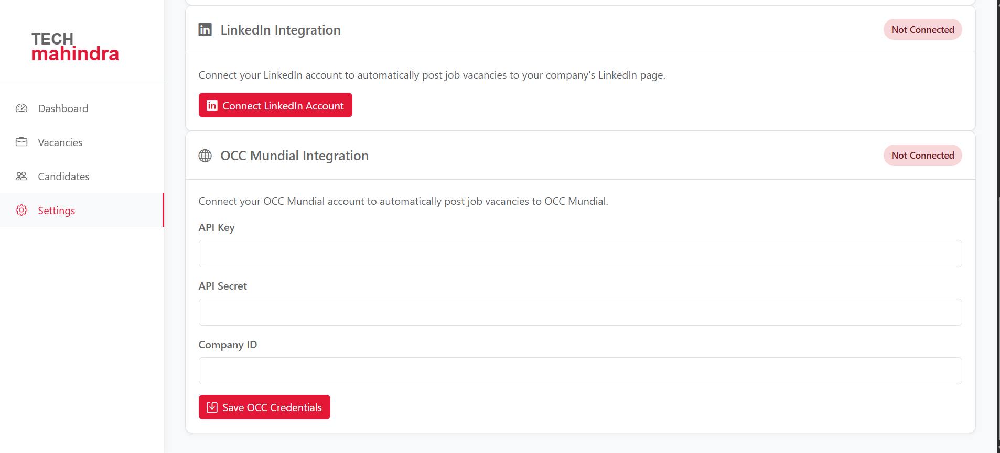 TECH
mahindra
Dashboard
Vacancies
Candidates
Settings
LinkedIn Integration
Not Connected
Connect your LinkedIn account to automatically post job vacancies to your company's LinkedIn page.
Connect LinkedIn Account
OCC Mundial Integration
Not Connected
Connect your OCC Mundial account to automatically post job vacancies to OCC Mundial.
API Key
API Secret
Company ID
Save OCC Credentials